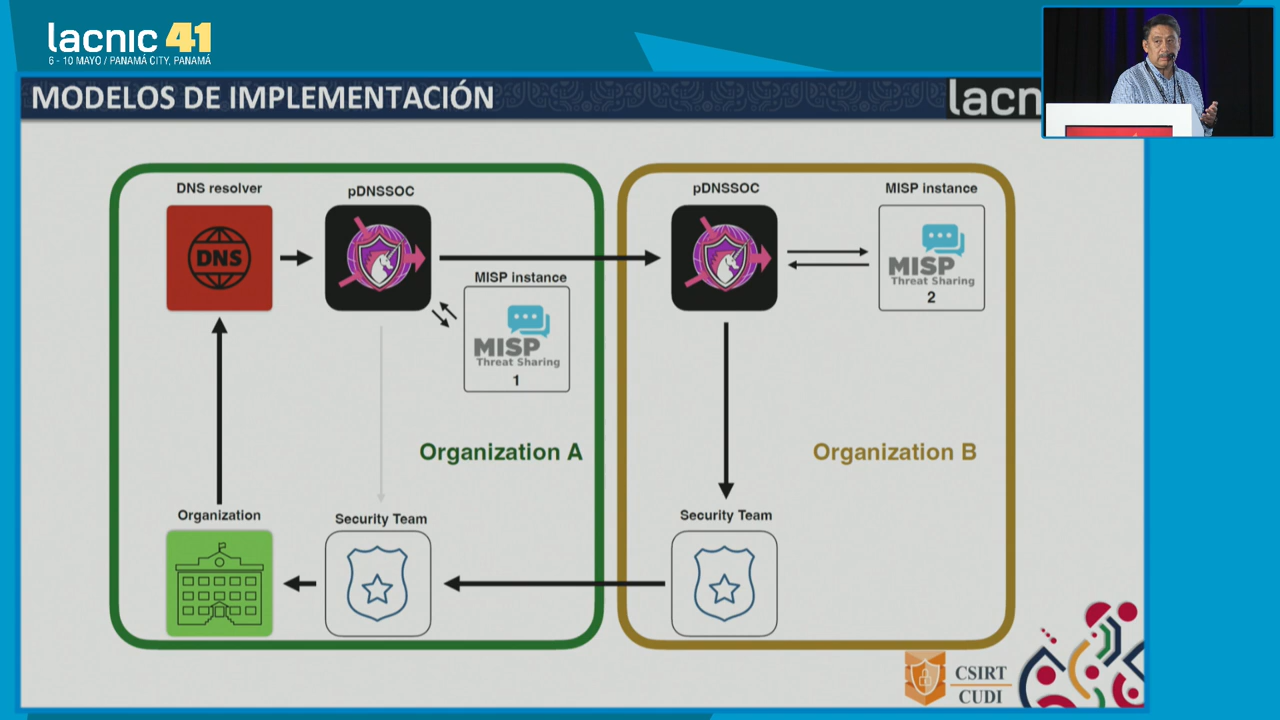 lacnic 41
6 - 10 MAYO / PANAMÁ CITY, PANAMÁ
MODELOS DE IMPLEMENTACIÓN
lacn
DNS resolver
pDNSSOC
pDNSSOC
MISP instance
DNS
MISP
Threat Sharing
2
MISP instance
MISP
Threat Sharing
1
Organization A
Organization B
Organization
Security Team
Security Team
CSIRT
CUDI